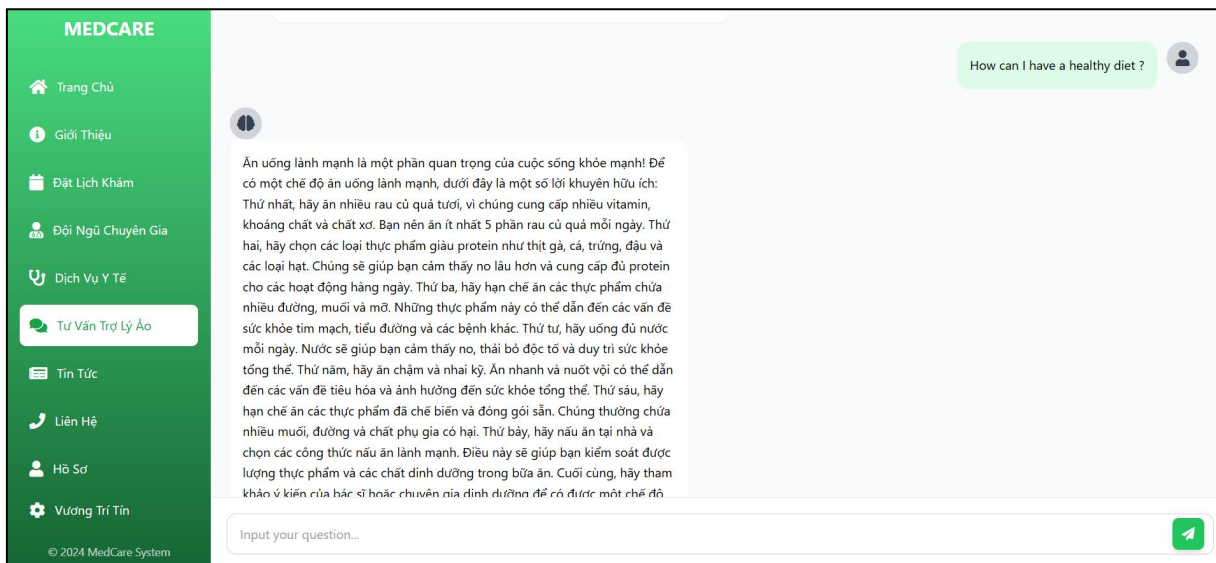 MEDCARE
Trang Chủ
Giới Thiệu
Đặt Lịch Khám
Đội Ngũ Chuyên Gia
Dịch Vụ Y Tế
Tư Vấn Trợ Lý Ảo
Tin Tức
Liên Hệ
Hồ Sơ
Vương Trí Tín
© 2024 MedCare System
How can I have a healthy diet ?
Ăn uống lành mạnh là một phần quan trọng của cuộc sống khỏe mạnh! Để
có một chế độ ăn uống lành mạnh, dưới đây là một số lời khuyên hữu ích:
Thứ nhất, hãy ăn nhiều rau củ quả tươi, vì chúng cung cấp nhiều vitamin,
khoáng chất và chất xơ. Bạn nên ăn ít nhất 5 phần rau củ quả mỗi ngày. Thứ
hai, hãy chọn các loại thực phẩm giàu protein như thịt gà, cá, trứng, đậu và
các loại hạt. Chúng sẽ giúp bạn cảm thấy no lâu hơn và cung cấp đủ protein
cho các hoạt động hàng ngày. Thứ ba, hãy hạn chế ăn các thực phẩm chứa
nhiều đường, muối và mỡ. Những thực phẩm này có thể dẫn đến các vấn đề
sức khỏe tim mạch, tiểu đường và các bệnh khác. Thứ tư, hãy uống đủ nước
mỗi ngày. Nước sẽ giúp bạn cảm thấy no, thải bỏ độc tố và duy trì sức khỏe
tổng thể. Thứ năm, hãy ăn chậm và nhai kỹ. Ăn nhanh và nuốt vội có thể dẫn
đến các vấn đề tiêu hóa và ảnh hưởng đến sức khỏe tổng thể. Thứ sáu, hãy
hạn chế ăn các thực phẩm đã chế biến và đóng gói sẵn. Chúng thường chứa
nhiều muối, đường và chất phụ gia có hại. Thứ bảy, hãy nấu ăn tại nhà và
chọn các công thức nấu ăn lành mạnh. Điều này sẽ giúp bạn kiểm soát được
lượng thực phẩm và các chất dinh dưỡng trong bữa ăn. Cuối cùng, hãy tham
khảo ý kiến của bác sĩ hoặc chuyên gia dinh dưỡng để có được một chế độ
Input your question...